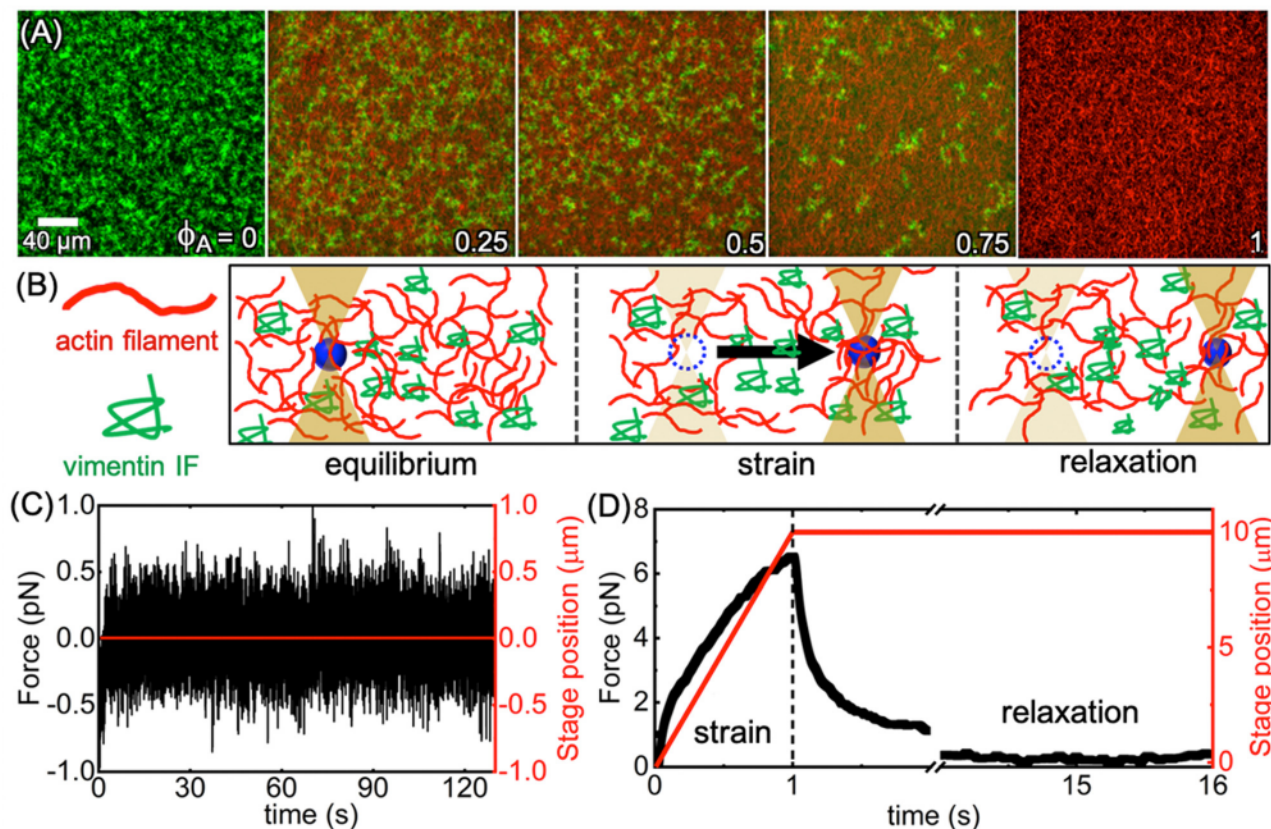 (A)
40 µm
ϕA = 0
0.25
0.5
0.75
1
(B)
actin filament
vimentin IF
equilibrium
strain
relaxation
(C)
Force (pN)
1.0
0.5
0.0
-0.5
-1.0
0
30
60
90
120
time (s)
1.0
0.5
0.0
-0.5
-1.0
Stage position (µm)
(D)
Force (pN)
8
6
4
2
0
strain
relaxation
0
1
15
16
time (s)
10
5
0
Stage position (µm)